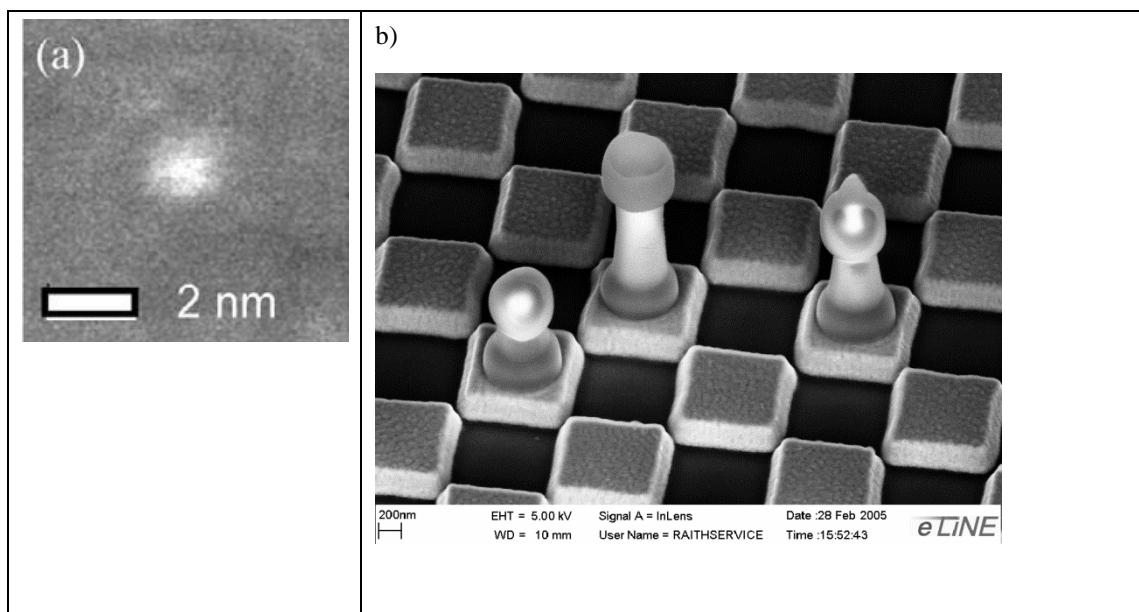 (a)
2 nm
b)
200nm
EHT = 5.00 kV
WD = 10 mm
Signal A = InLens
User Name = RAITHSERVICE
Date :28 Feb 2005
Time :15:52:43
eLiNE